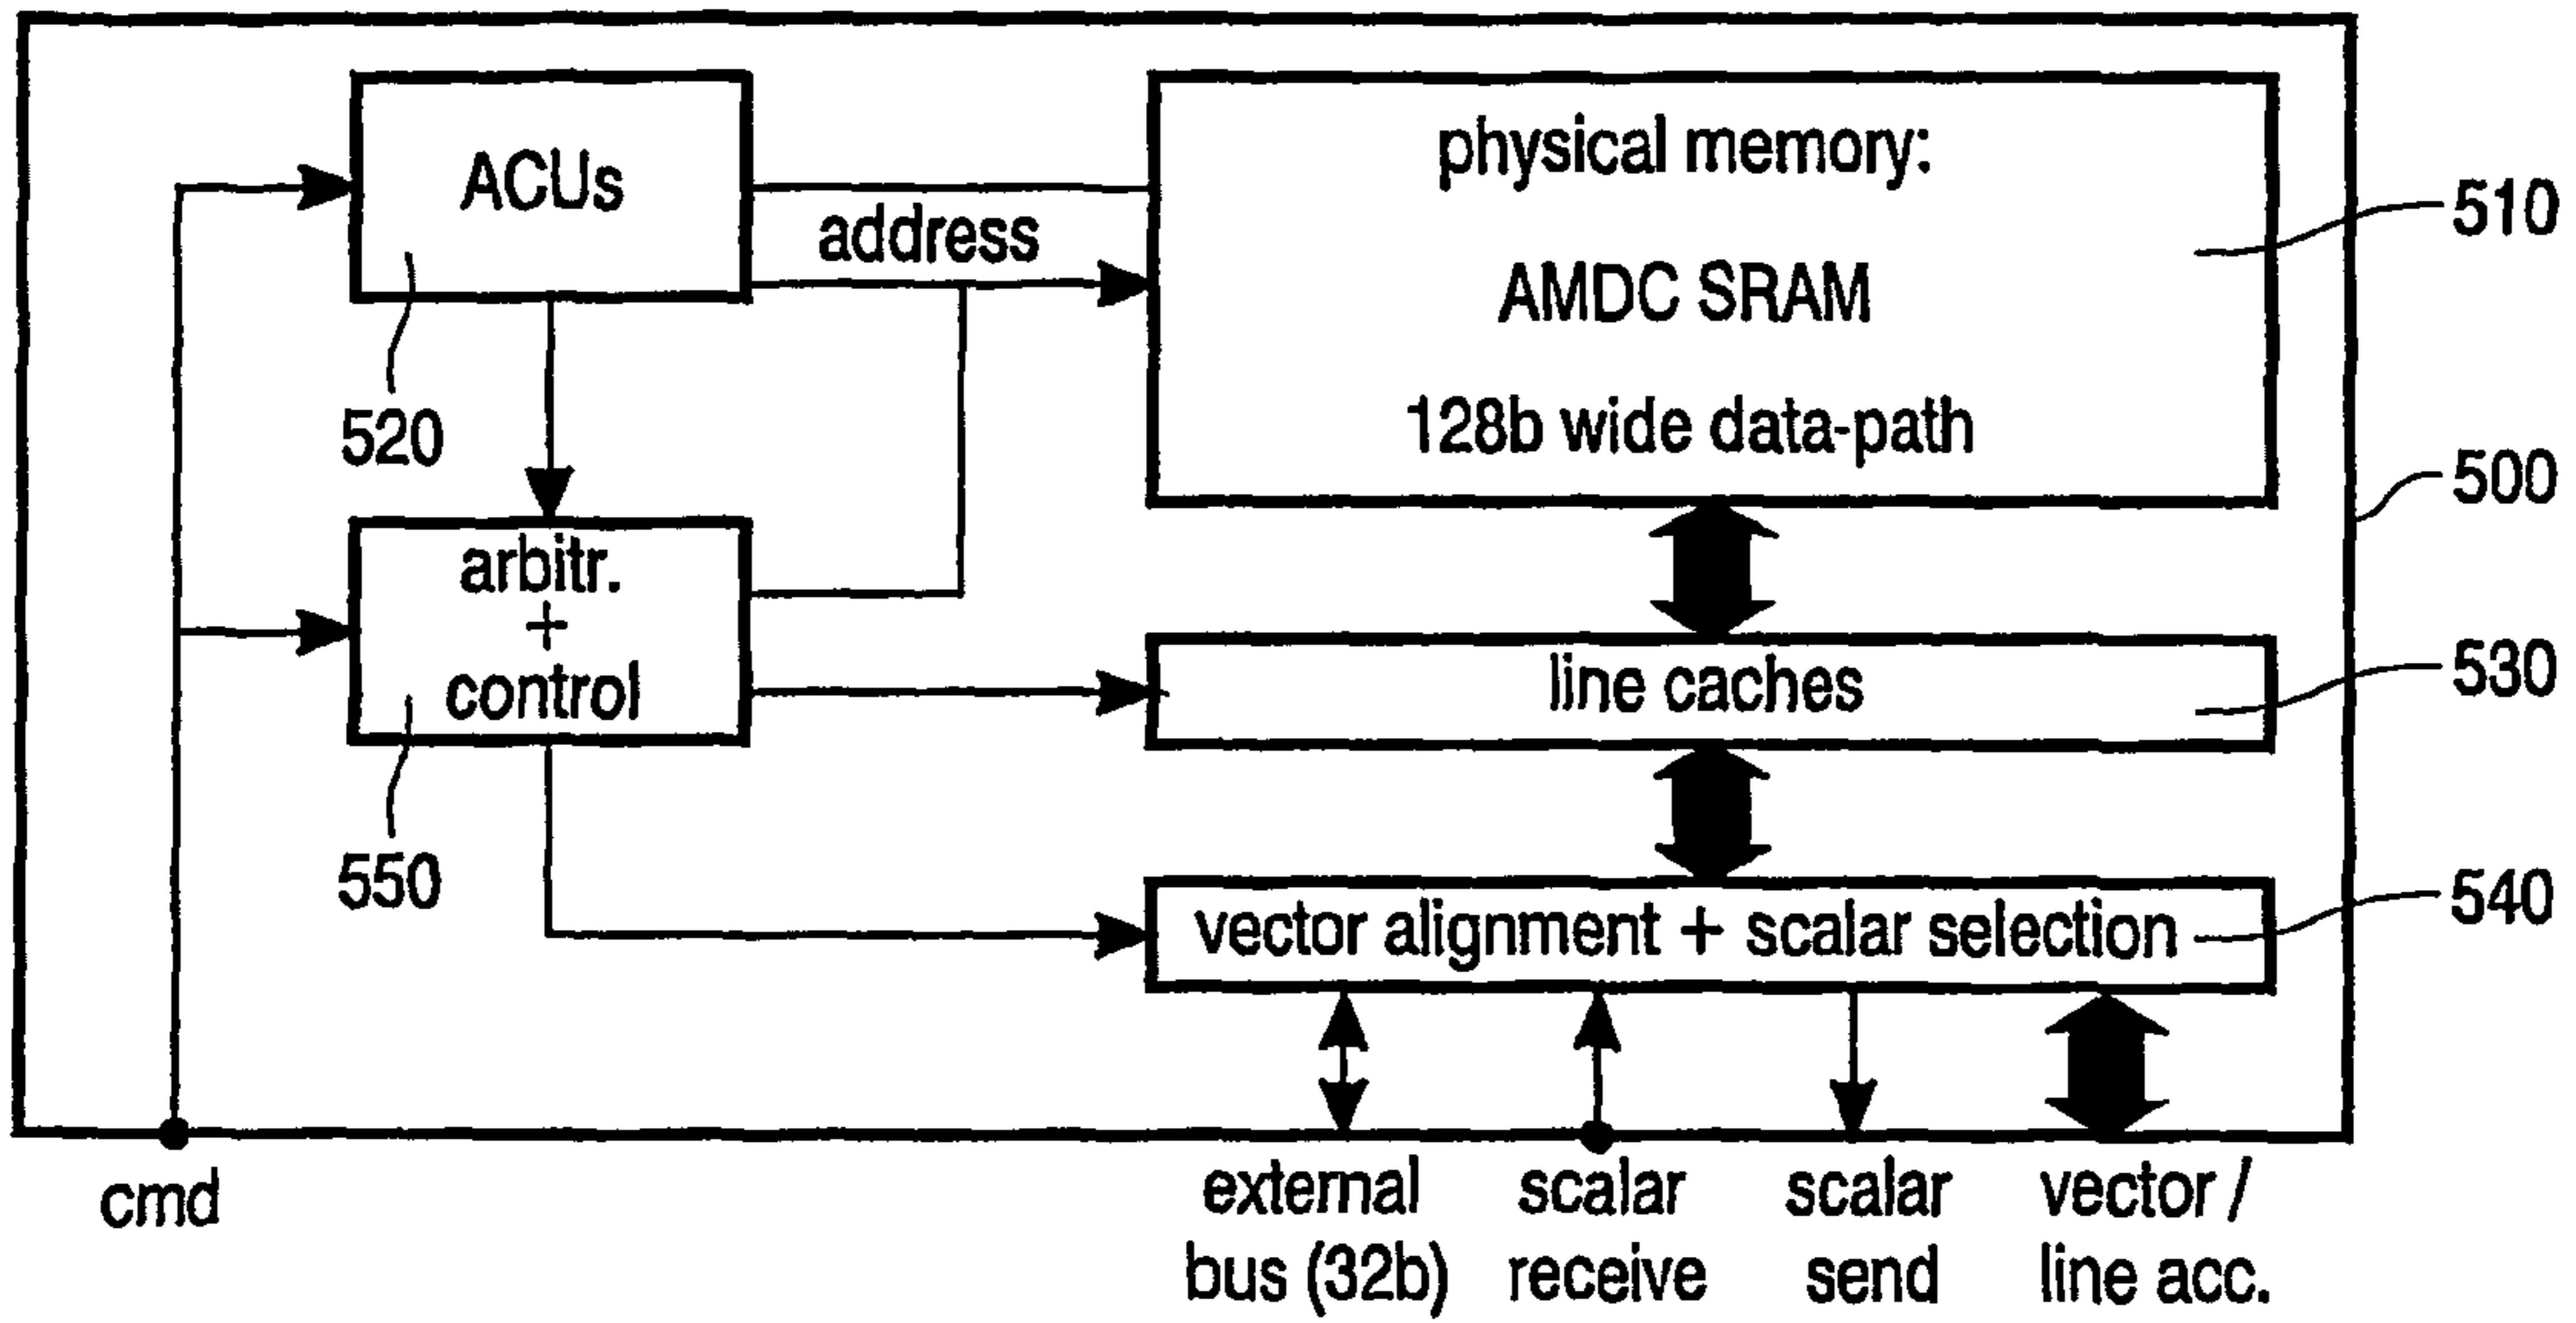 ACUs
520
address
physical memory:
AMDC SRAM
128b wide data-path
510
500
arbitr.
+
control
550
line caches
530
vector alignment + scalar selection
540
cmd
external
bus (32b)
scalar
receive
scalar
send
vector /
line acc.